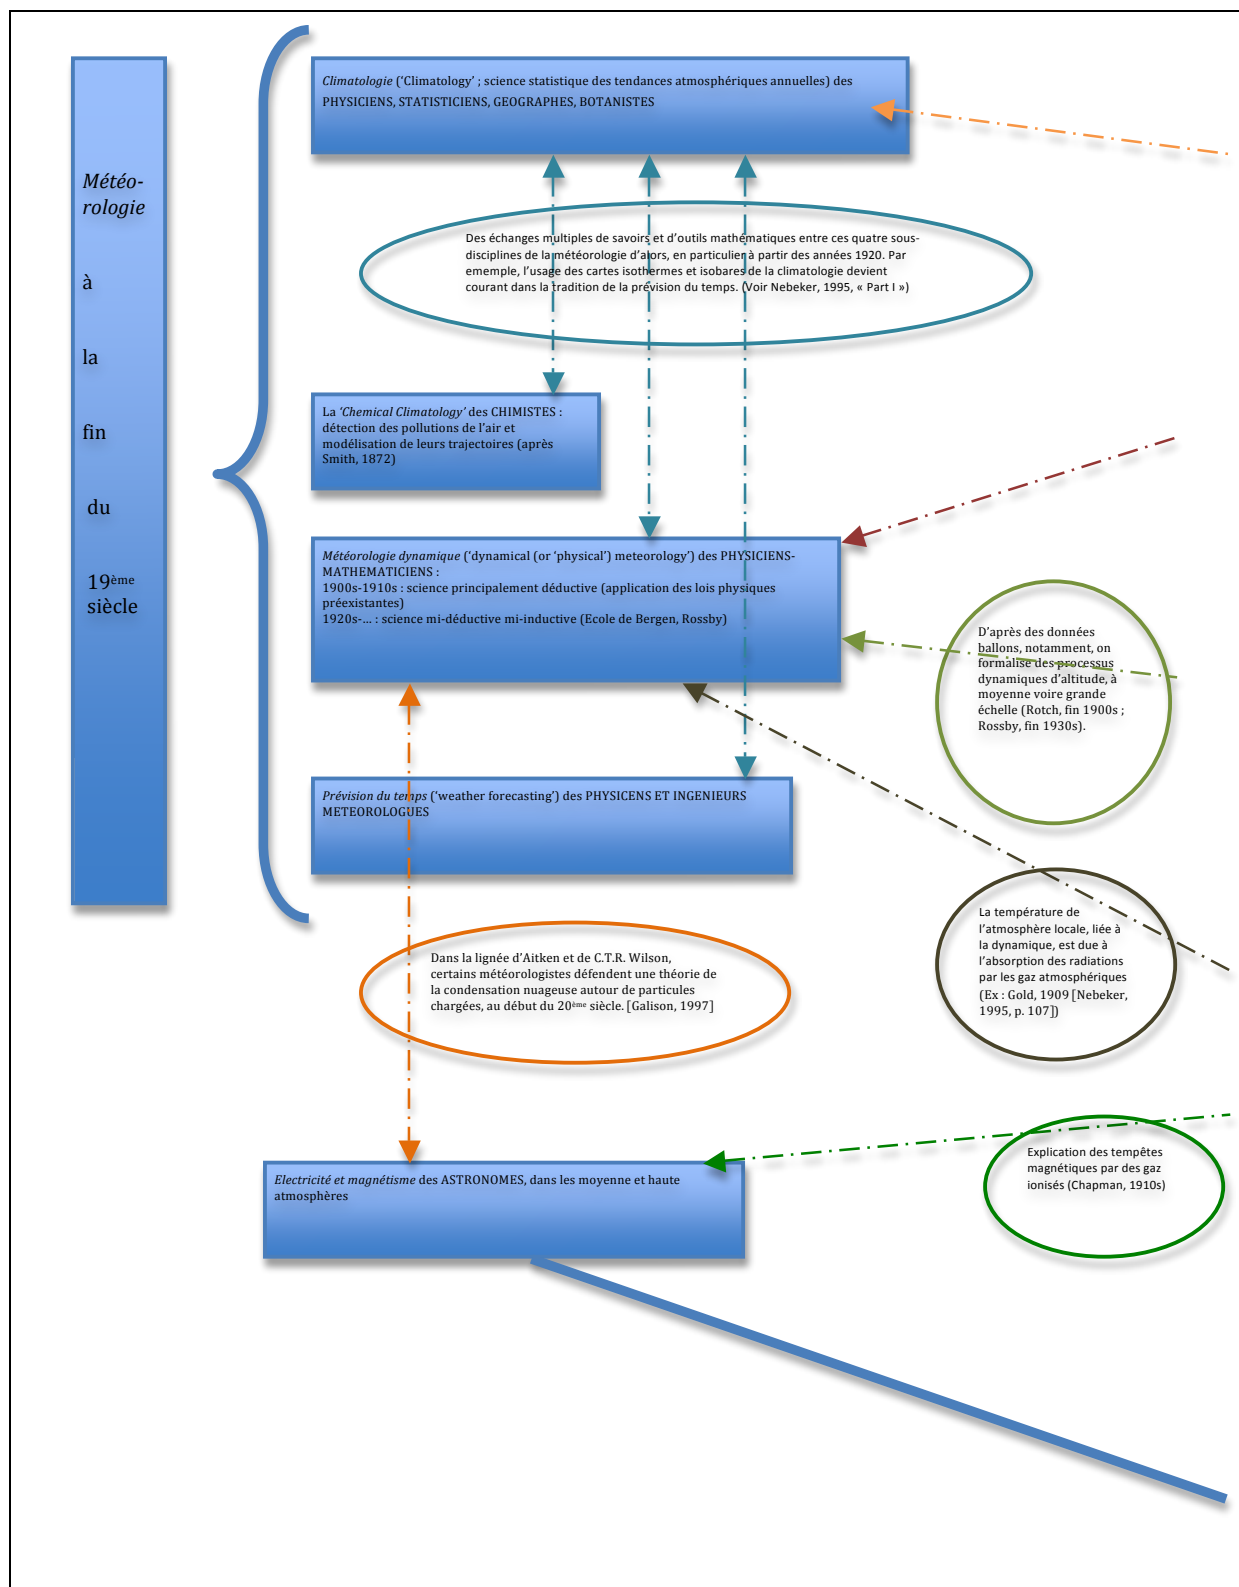 Météo-
rologie
à
la
fin
du
19ème
siècle
Climatologie (‘Climatology’ ; science statistique des tendances atmosphériques annuelles) des
PHYSICIENS, STATISTICIENS, GEOGRAPHES, BOTANISTES
Des échanges multiples de savoirs et d’outils mathématiques entre ces quatre sous-
disciplines de la météorologie d’alors, en particulier à partir des années 1920. Par
ememple, l’usage des cartes isothermes et isobares de la climatologie devient
courant dans la tradition de la prévision du temps. (Voir Nebeker, 1995, « Part I »)
La ‘Chemical Climatology’ des CHIMISTES :
détection des pollutions de l’air et
modélisation de leurs trajectoires (après
Smith, 1872)
Météorologie dynamique (‘dynamical (or ‘physical’) meteorology’) des PHYSICIENS-
MATHEMATICIENS :
1900s-1910s : science principalement déductive (application des lois physiques
préexistantes)
1920s-… : science mi-déductive mi-inductive (Ecole de Bergen, Rossby)
D’après des données
ballons, notamment, on
formalise des processus
dynamiques d’altitude, à
moyenne voire grande
échelle (Rotch, fin 1900s ;
Rossby, fin 1930s).
Prévision du temps (‘weather forecasting’) des PHYSICENS ET INGENIEURS
METEOROLOGUES
La température de
l’atmosphère locale, liée à
la dynamique, est due à
l’absorption des radiations
par les gaz atmosphériques
(Ex : Gold, 1909 [Nebeker,
1995, p. 107])
Dans la lignée d’Aitken et de C.T.R. Wilson,
certains météorologistes défendent une théorie de
la condensation nuageuse autour de particules
chargées, au début du 20ème siècle. [Galison, 1997]
Explication des tempêtes
magnétiques par des gaz
ionisés (Chapman, 1910s)
Electricité et magnétisme des ASTRONOMES, dans les moyenne et haute
atmosphères